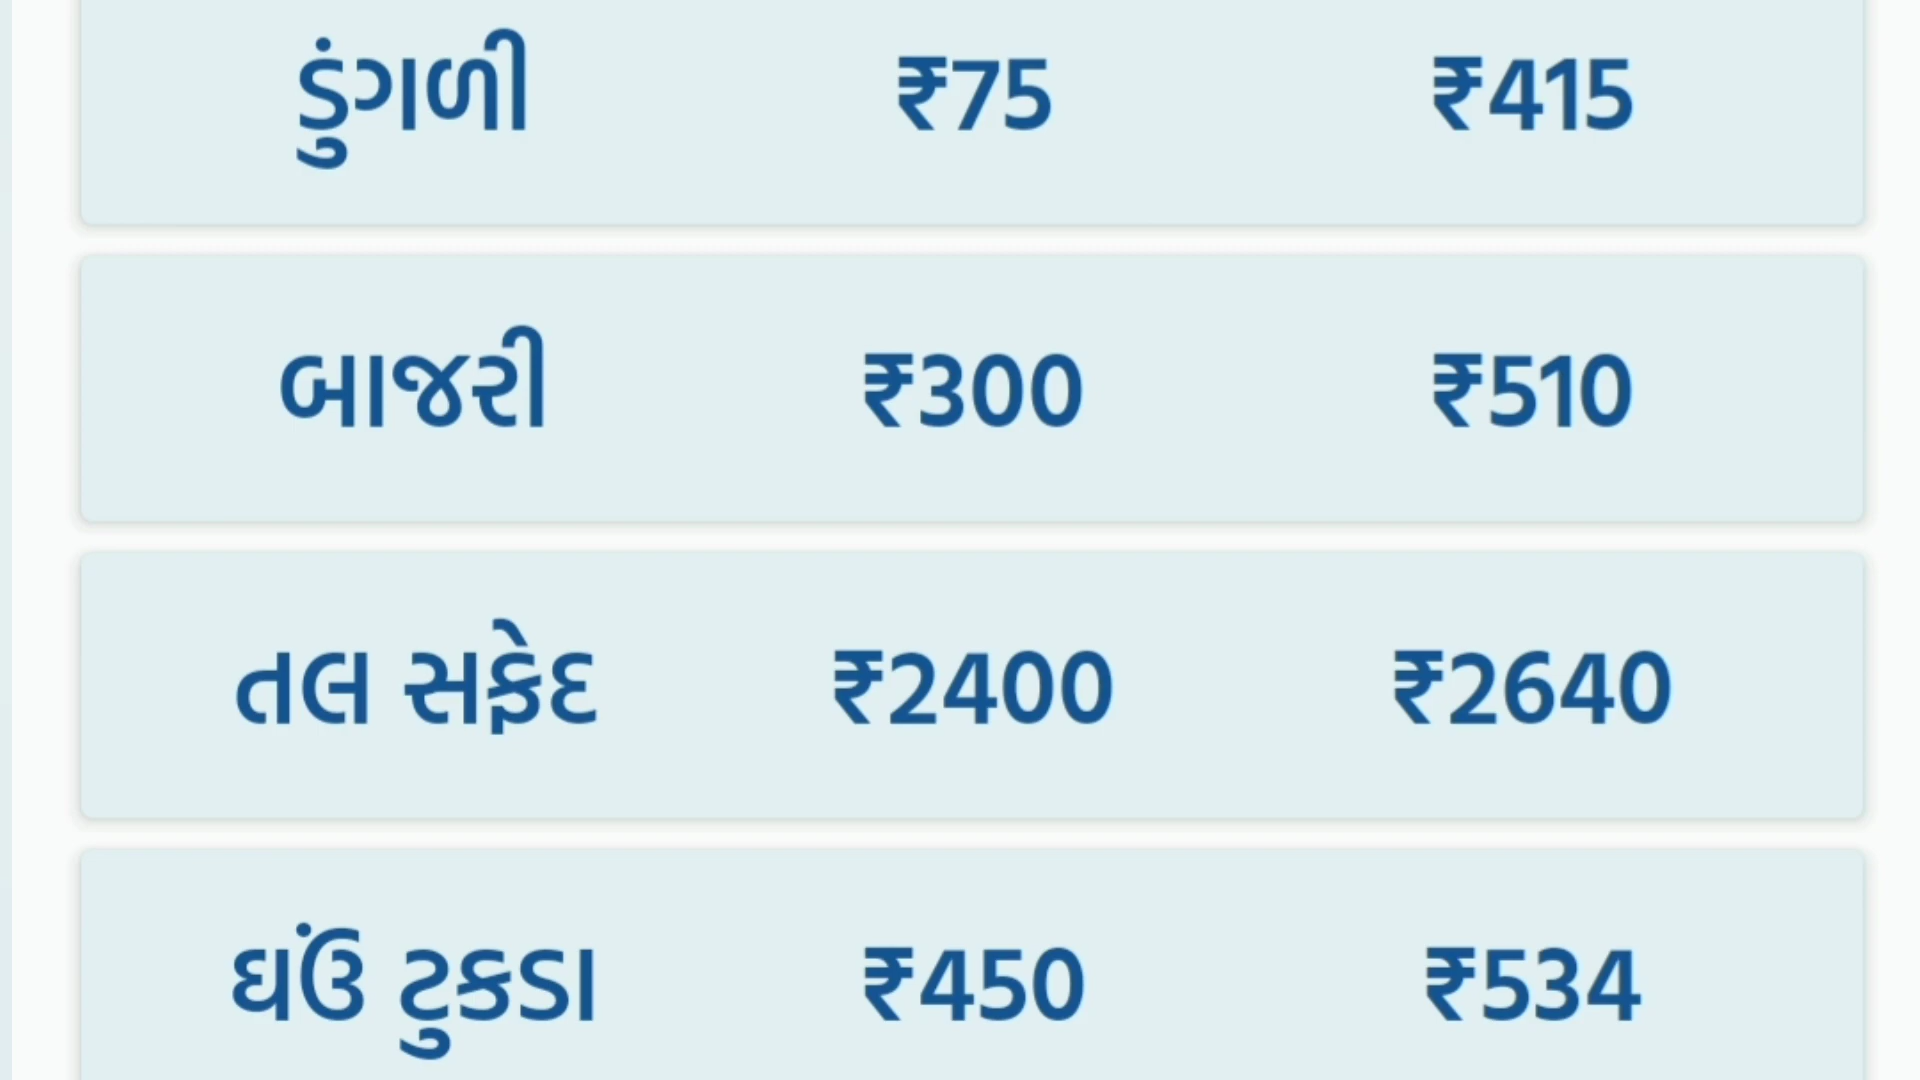 ડુંગળી ₹75 ₹415
બાજરી ₹300 ₹510
તલ સફેદ ₹2400 ₹2640
ઘઉં ટુકડા ₹450 ₹534